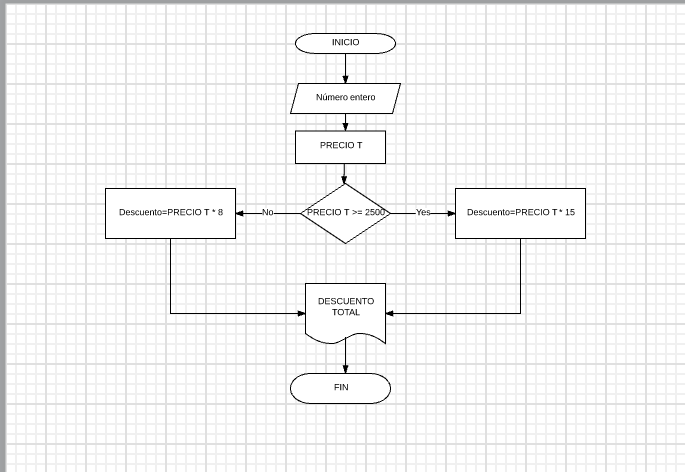 INICIO
Número entero
PRECIO T
Descuento=PRECIO T * 8
No
PRECIO T >= 2500
Yes
Descuento=PRECIO T * 15
DESCUENTO
TOTAL
FIN